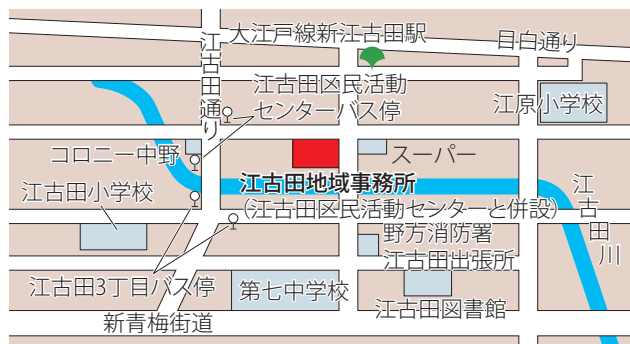 大江戸線新江古田駅
目白通り
江古田通り
江古田区民活動
センターバス停
江原小学校
コロニー中野
スーパー
江古田小学校
江古田地域事務所
(江古田区民活動センターと併設)
江古田川
野方消防署
江古田出張所
江古田3丁目バス停
第七中学校
江古田図書館
新青梅街道